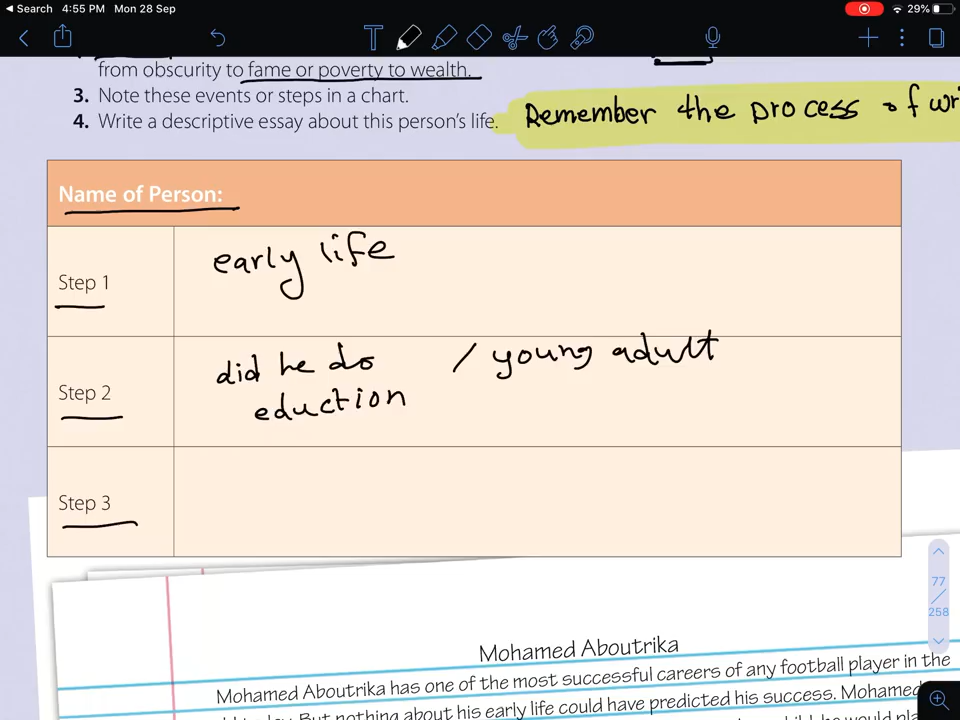 Search 4:55 PM Mon 28 Sep 29%
from obscurity to fame or poverty to wealth.
3. Note these events or steps in a chart.
4. Write a descriptive essay about this person's life.
Remember the process of wri
Name of Person:
Step 1
early life
Step 2
did he do / young adult
eduction
Step 3
77
/
258
Mohamed Aboutrika
Mohamed Aboutrika has one of the most successful careers of any football player in the
But nothing about his early life could have predicted his success. Mohamed